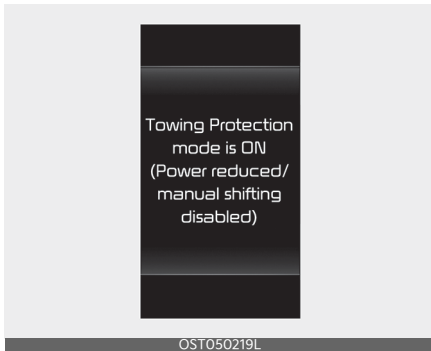 Towing Protection
mode is ON
(Power reduced/
manual shifting
disabled)
OST050219L